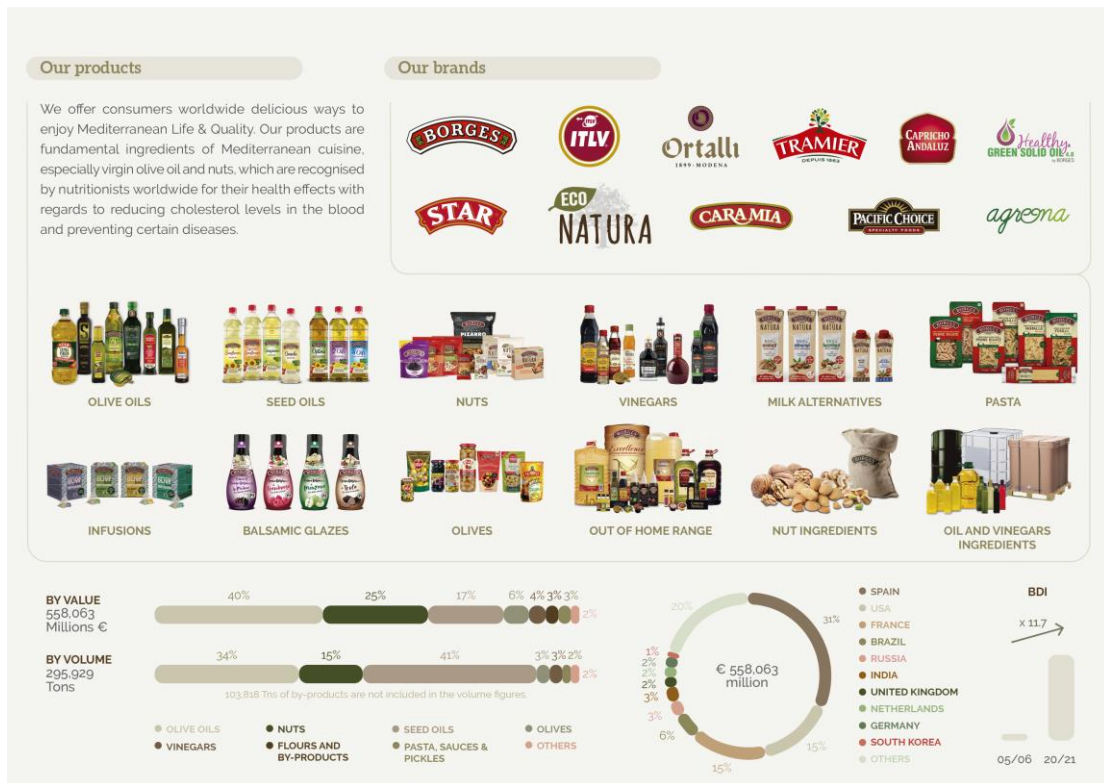 Our products
We offer consumers worldwide delicious ways to
enjoy Mediterranean Life & Quality. Our products are
fundamental ingredients of Mediterranean cuisine,
especially virgin olive oil and nuts, which are recognised
by nutritionists worldwide for their health effects with
regards to reducing cholesterol levels in the blood
and preventing certain diseases.
Our brands
BORGES
ITLV
Ortalli
1899 · MODENA
TRAMIER
DEPUIS 1863
CAPRICHO
ANDALUZ
Healthy
GREEN SOLID OIL 4.0
by BORGES
STAR
ECO
NATURA
CARA MIA
PACIFIC CHOICE
SPECIALTY FOODS
agreona
OLIVE OILS
SEED OILS
NUTS
VINEGARS
MILK ALTERNATIVES
PASTA
INFUSIONS
BALSAMIC GLAZES
OLIVES
OUT OF HOME RANGE
NUT INGREDIENTS
OIL AND VINEGARS
INGREDIENTS
BY VALUE
558,063
Millions €
40% 25% 17% 6% 4% 3% 3% 2%
BY VOLUME
295,929
Tons
34% 15% 41% 3% 3% 2% 2%
103,818 Tns of by-products are not included in the volume figures
OLIVE OILS
NUTS
SEED OILS
OLIVES
VINEGARS
FLOURS AND
BY-PRODUCTS
PASTA, SAUCES &
PICKLES
OTHERS
€ 558,063
million
31%
15%
15%
6%
3%
3%
2%
2%
2%
1%
20%
SPAIN
USA
FRANCE
BRAZIL
RUSSIA
INDIA
UNITED KINGDOM
NETHERLANDS
GERMANY
SOUTH KOREA
OTHERS
BDI
x 11.7
05/06 20/21